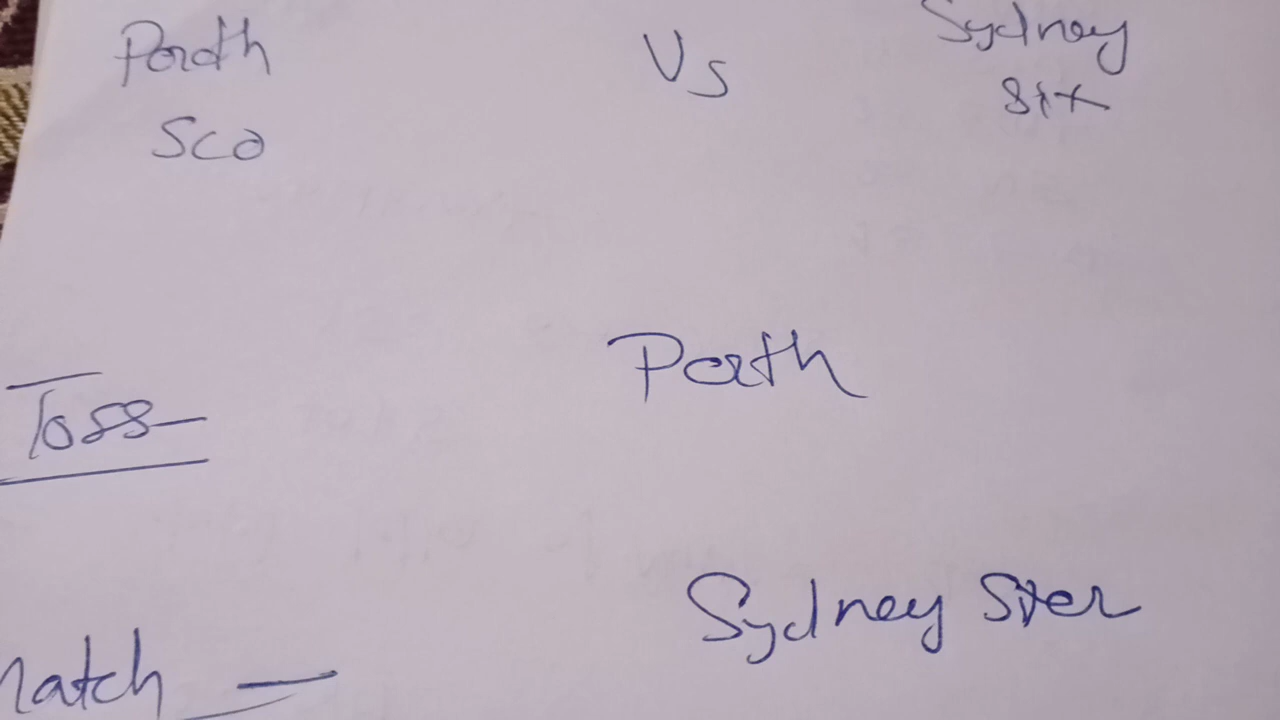 Perth Vs Sydney
Sco Six
Perth
Toss-
Sydney Sixer
match -